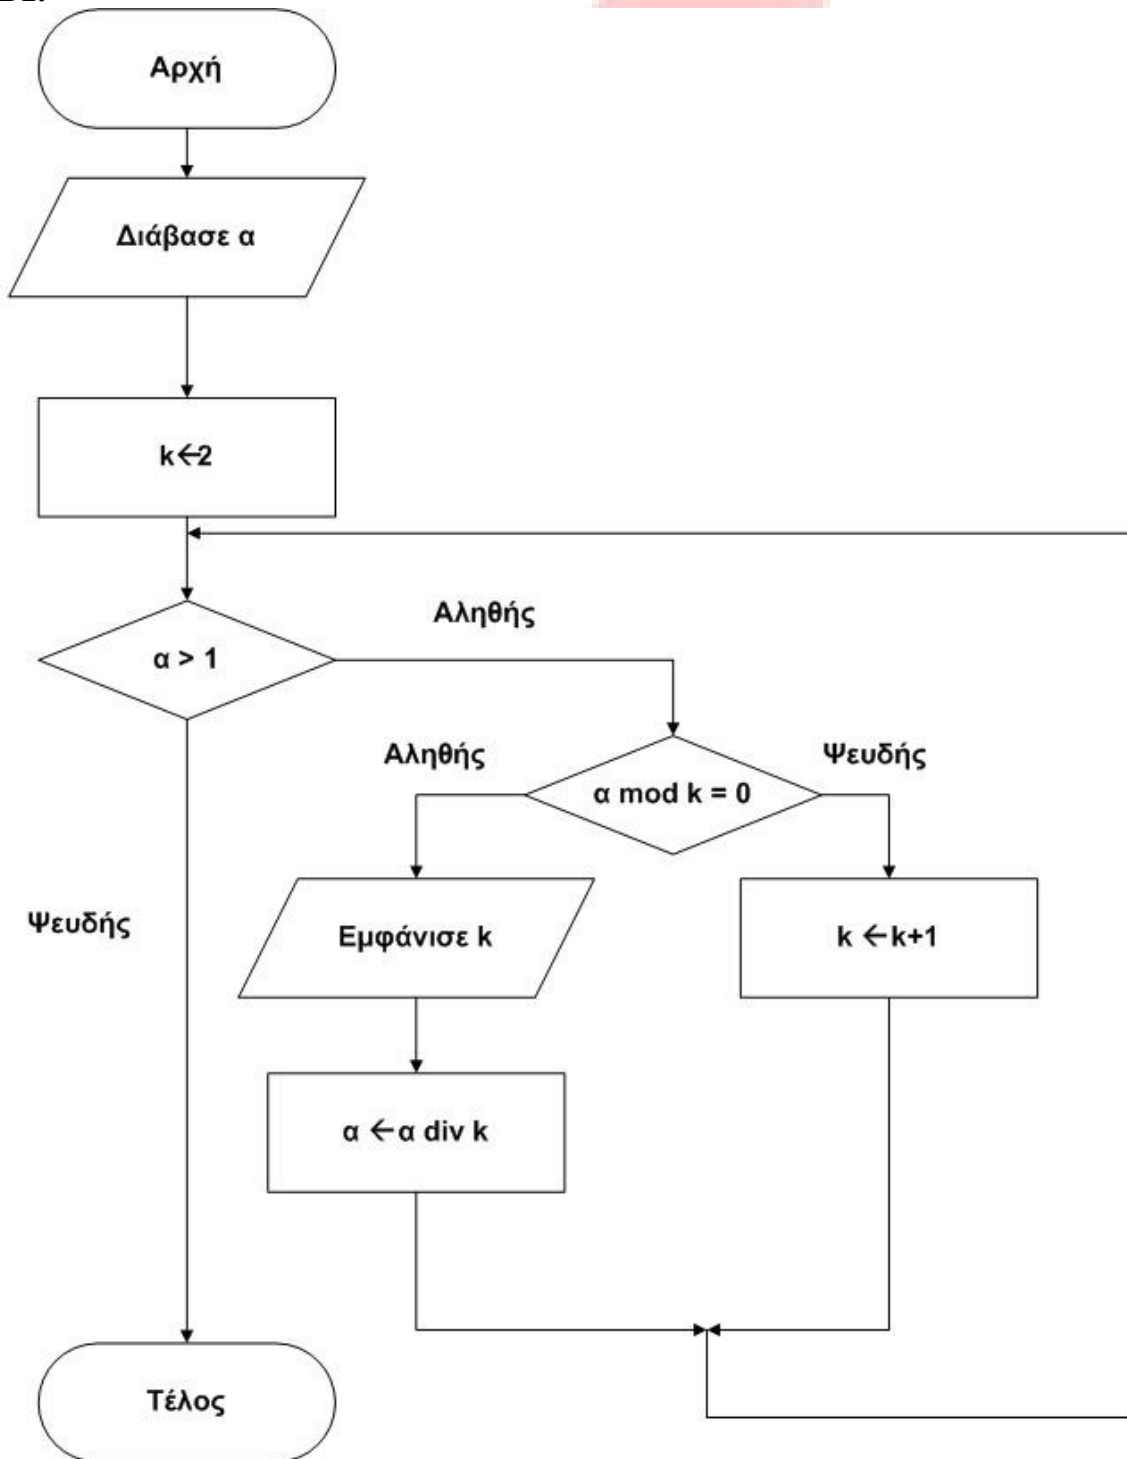 Αρχή
Διάβασε α
k←2
α > 1
Αληθής
Αληθής
Ψευδής
α mod k = 0
Ψευδής
Εμφάνισε k
k ←k+1
α ←α div k
Τέλος